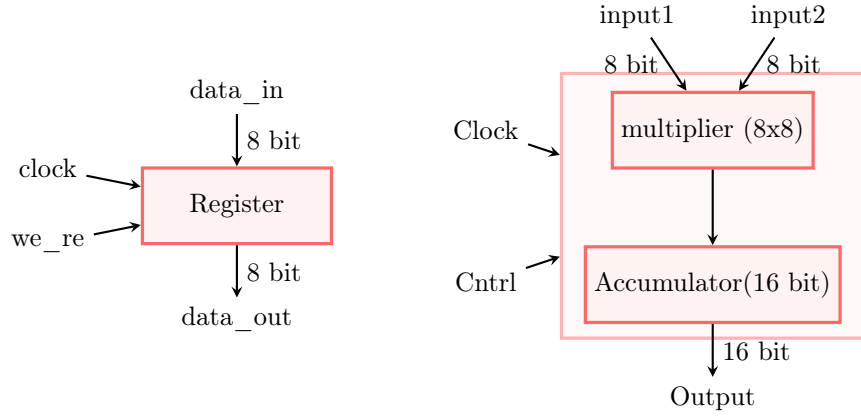 data_in
8 bit
clock
Register
we_re
8 bit
data_out
input1
input2
8 bit
8 bit
multiplier (8x8)
Clock
Cntrl
Accumulator(16 bit)
16 bit
Output